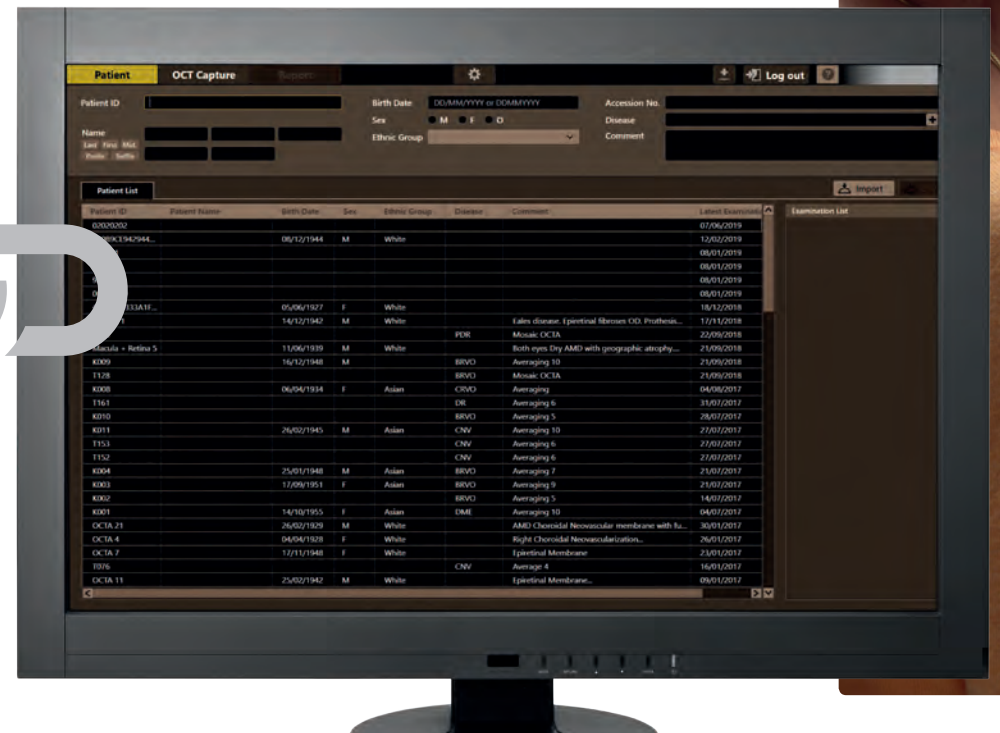 Patient OCT Capture Report Log out ?
Patient ID Birth Date DD/MM/YYYY or DDMMYYYY Accession No.
Sex M F O Disease
Name Ethnic Group Comment
Last First Mid.
Prefix Suffix
Patient List Import
Patient ID Patient Name Birth Date Sex Ethnic Group Disease Comment Latest Examinati Examination List
02020202 07/06/2019
08/12/1944 M White 12/02/2019
08/01/2019
08/01/2019
08/01/2019
08/01/2019
05/06/1927 F White 18/12/2018
14/12/1942 M White Eales disease. Epiretinal fibroses OD. Prothesis... 17/11/2018
PDR Mosaic OCTA 22/09/2018
Macula + Retina 5 11/06/1939 M White Both eyes Dry AMD with geographic atrophy.... 21/09/2018
K009 16/12/1948 M BRVO Averaging 10 21/09/2018
T128 BRVO Mosaic OCTA 21/09/2018
K008 06/04/1934 F Asian CRVO Averaging 04/08/2017
T161 DR Averaging 6 31/07/2017
K010 BRVO Averaging 5 28/07/2017
K011 26/02/1945 M Asian CNV Averaging 10 27/07/2017
T153 CNV Averaging 6 27/07/2017
T152 CNV Averaging 6 27/07/2017
K004 25/01/1948 M Asian BRVO Averaging 7 21/07/2017
K003 17/09/1951 F Asian BRVO Averaging 9 21/07/2017
K002 BRVO Averaging 5 14/07/2017
K001 14/10/1955 F Asian DME Averaging 10 04/07/2017
OCTA 21 26/02/1929 M White AMD Choroidal Neovascular membrane with fu... 30/01/2017
OCTA 4 04/04/1928 F White Right Choroidal Neovascularization... 26/01/2017
OCTA 7 17/11/1948 F White Epiretinal Membrane 23/01/2017
T076 CNV Average 4 16/01/2017
OCTA 11 25/02/1942 M White Epiretinal Membrane... 09/01/2017